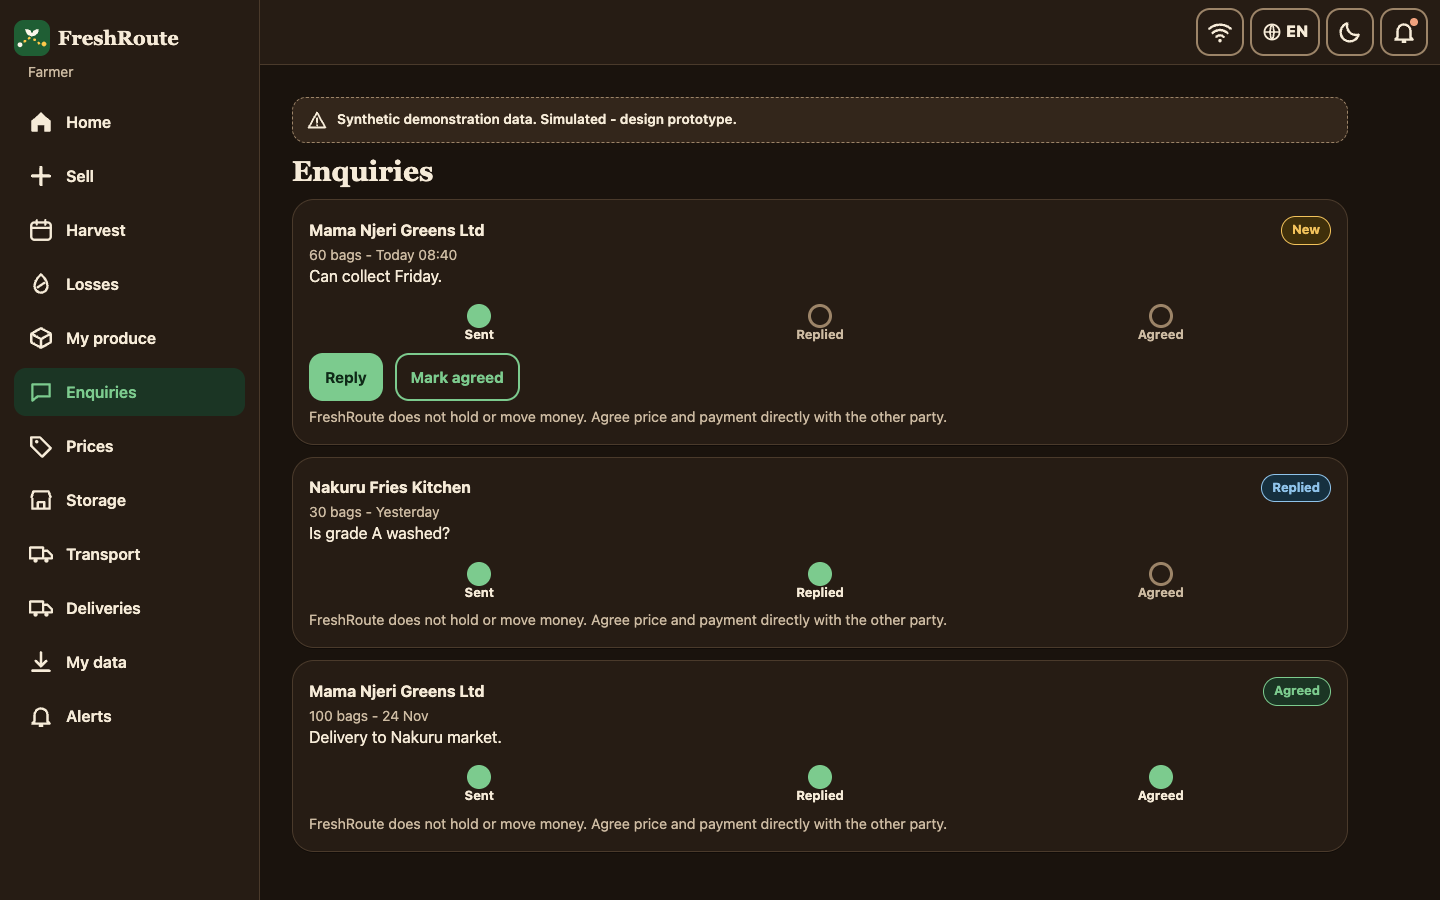 FreshRoute
Farmer
Home
Sell
Harvest
Losses
My produce
Enquiries
Prices
Storage
Transport
Deliveries
My data
Alerts
EN
Synthetic demonstration data. Simulated - design prototype.
Enquiries
Mama Njeri Greens Ltd
New
60 bags - Today 08:40
Can collect Friday.
Sent
Replied
Agreed
Reply
Mark agreed
FreshRoute does not hold or move money. Agree price and payment directly with the other party.
Nakuru Fries Kitchen
Replied
30 bags - Yesterday
Is grade A washed?
Sent
Replied
Agreed
FreshRoute does not hold or move money. Agree price and payment directly with the other party.
Mama Njeri Greens Ltd
Agreed
100 bags - 24 Nov
Delivery to Nakuru market.
Sent
Replied
Agreed
FreshRoute does not hold or move money. Agree price and payment directly with the other party.